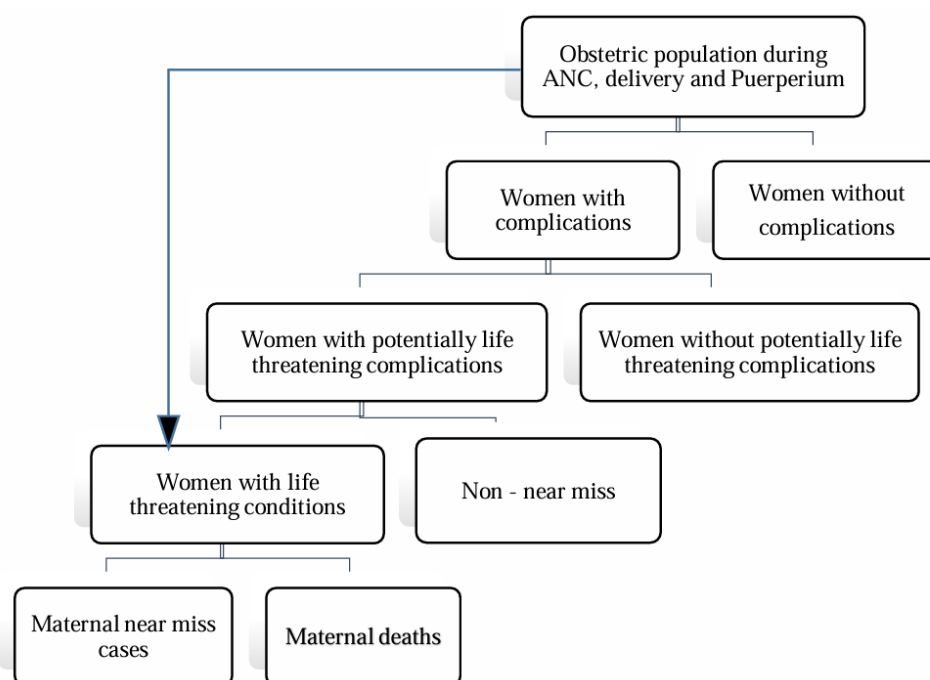 Obstetric population during
ANC, delivery and Puerperium
Women with
complications
Women without
complications
Women with potentially life
threatening complications
Women without potentially life
threatening complications
Women with life
threatening conditions
Non - near miss
Maternal near miss
cases
Maternal deaths